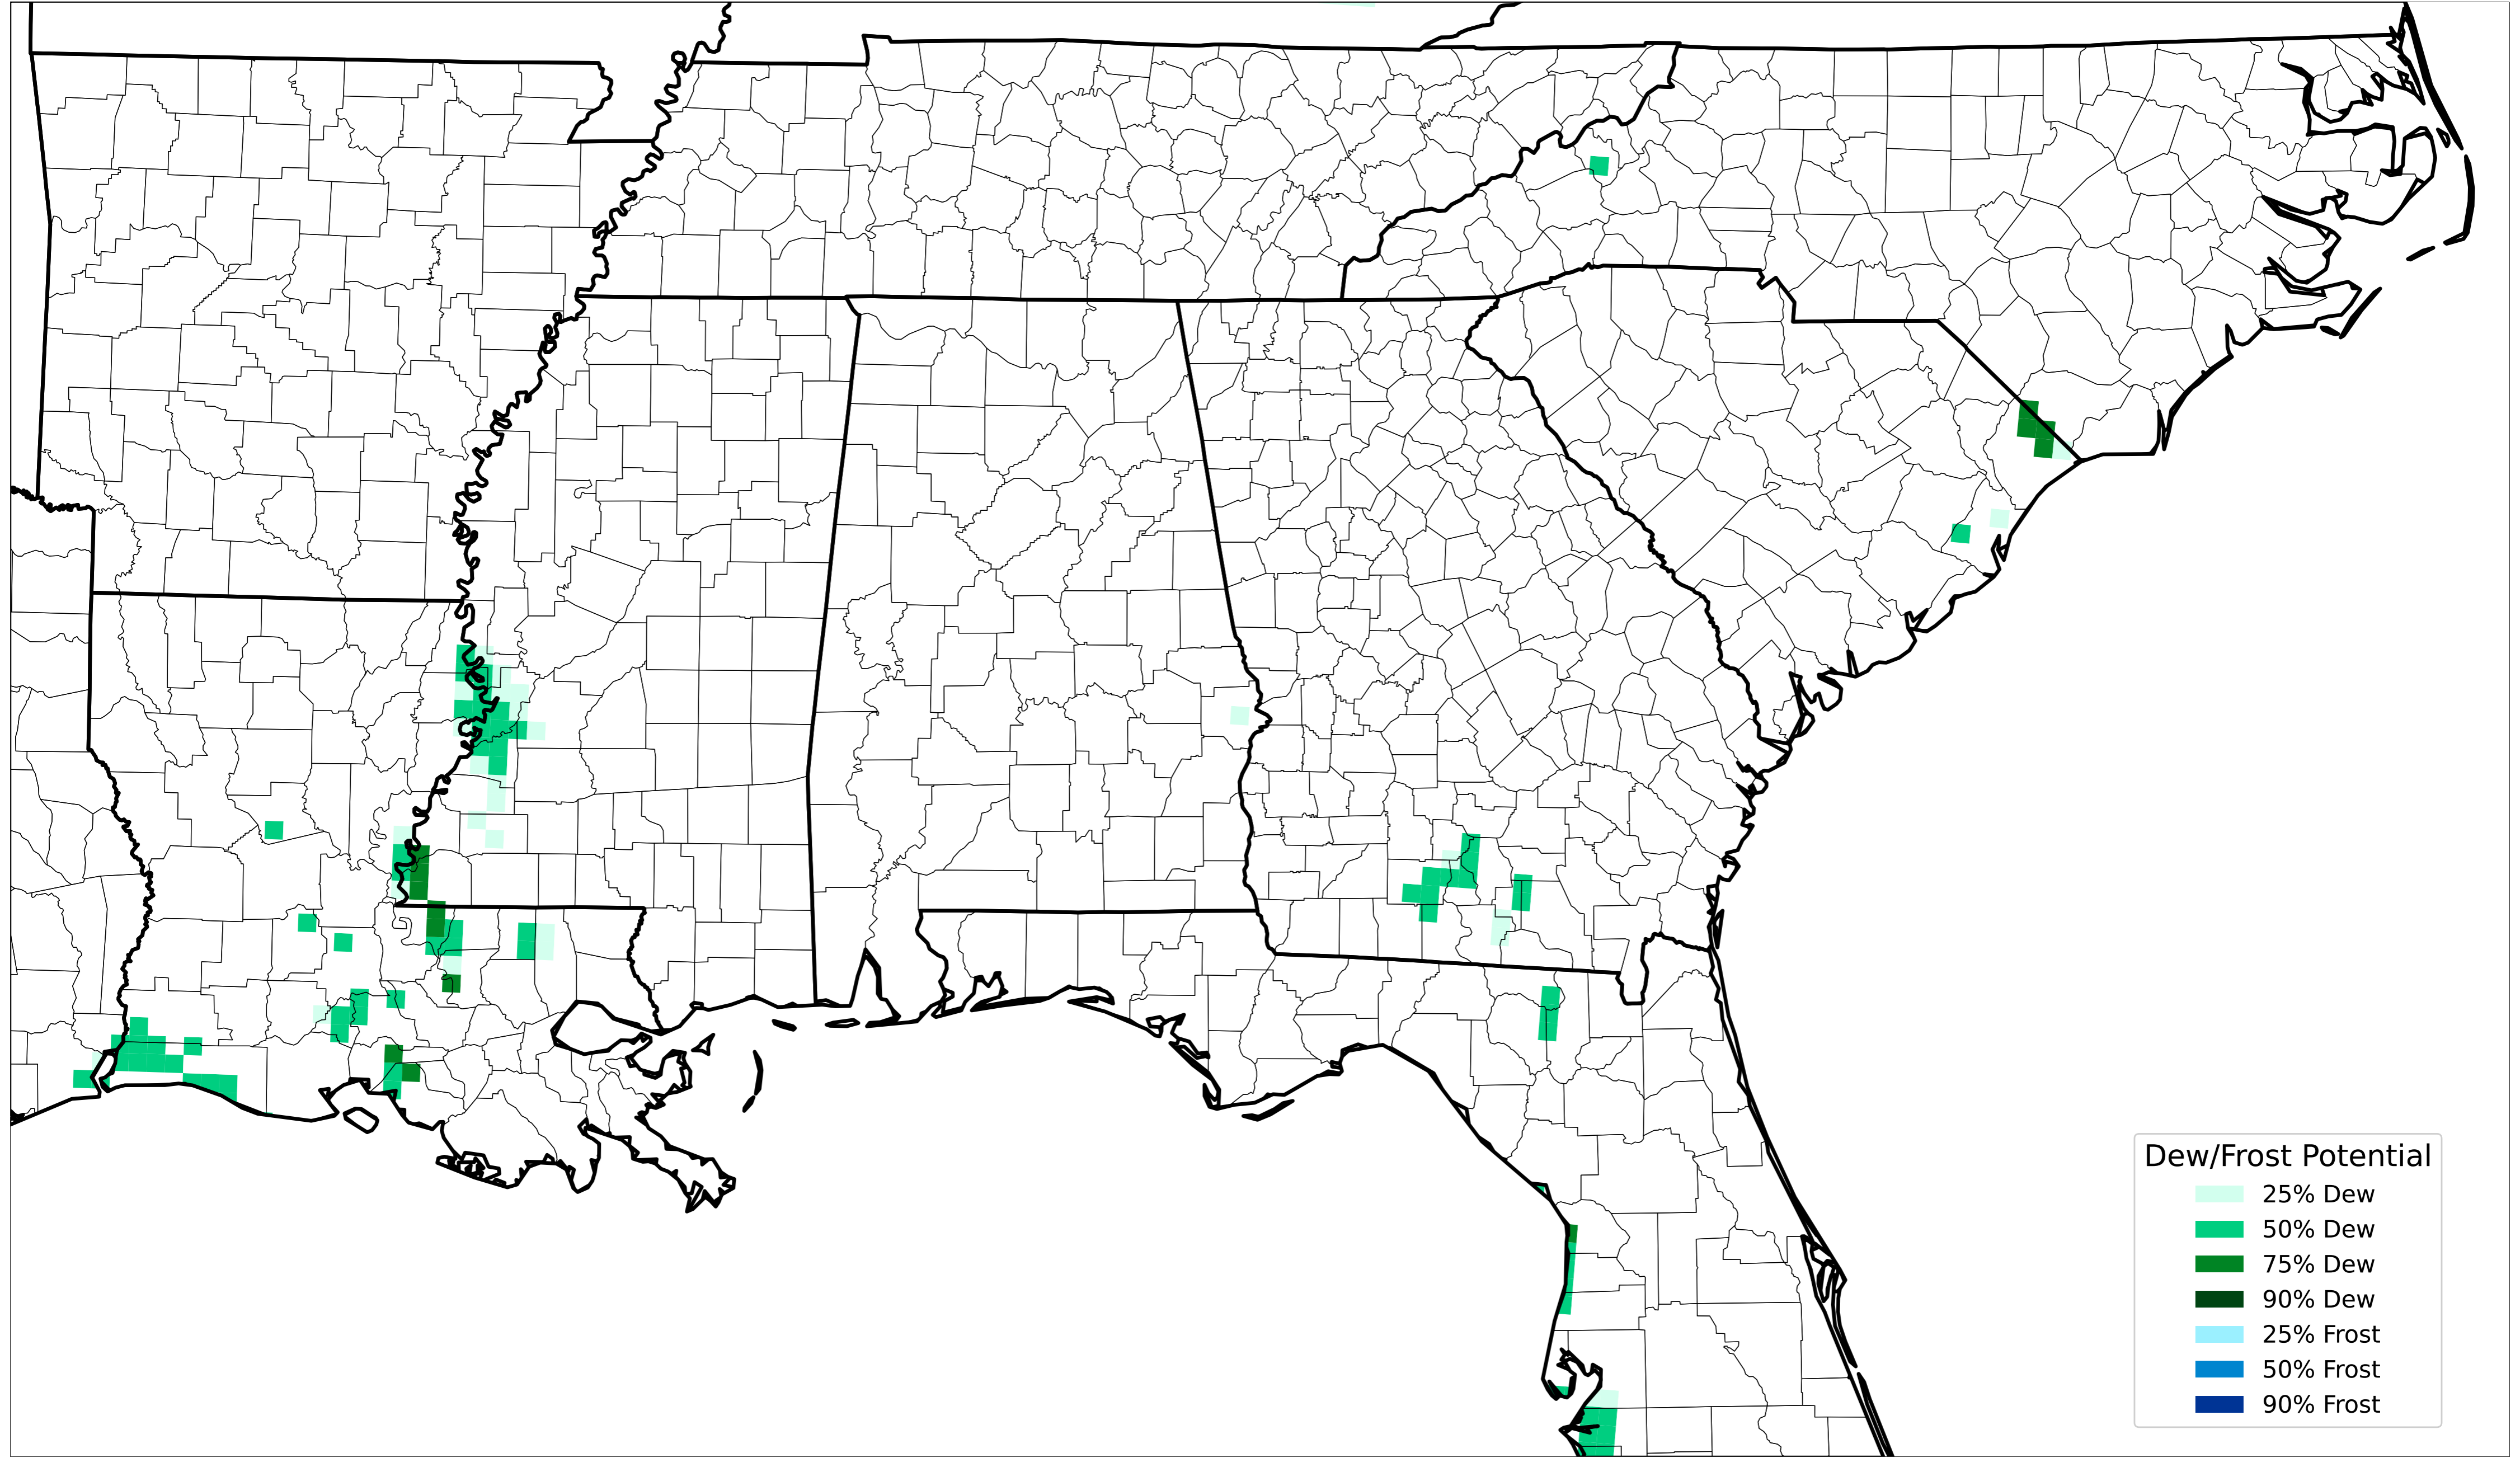 Dew/Frost Potential
25% Dew
50% Dew
75% Dew
90% Dew
25% Frost
50% Frost
90% Frost